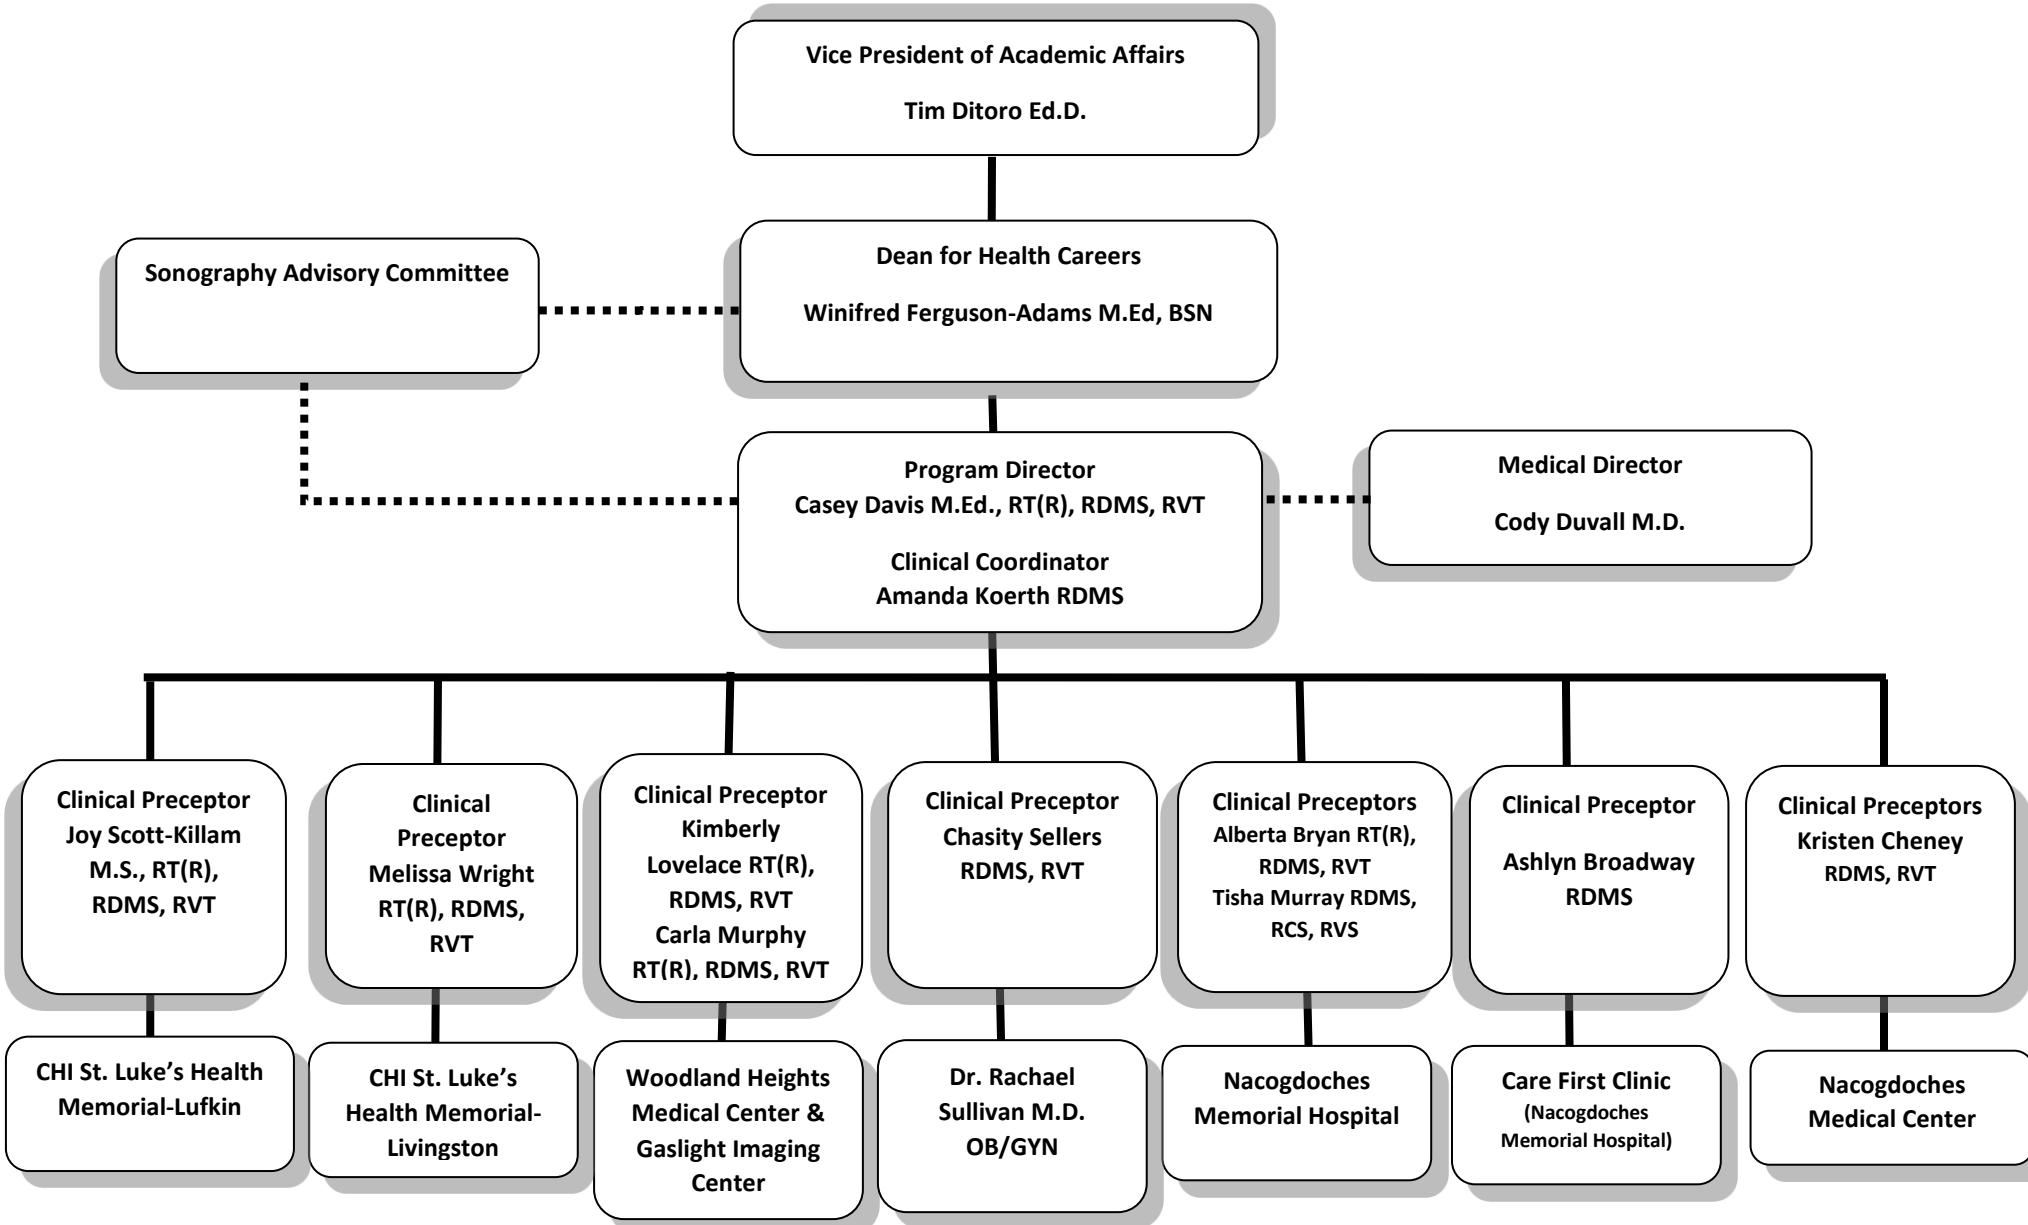 Vice President of Academic Affairs
Tim Ditoro Ed.D.
Sonography Advisory Committee
Dean for Health Careers
Winifred Ferguson-Adams M.Ed, BSN
Program Director
Casey Davis M.Ed., RT(R), RDMS, RVT
Clinical Coordinator
Amanda Koerth RDMS
Medical Director
Cody Duvall M.D.
Clinical Preceptor
Joy Scott-Killam
M.S., RT(R),
RDMS, RVT
Clinical
Preceptor
Melissa Wright
RT(R), RDMS,
RVT
Clinical Preceptor
Kimberly
Lovelace RT(R),
RDMS, RVT
Carla Murphy
RT(R), RDMS, RVT
Clinical Preceptor
Chasity Sellers
RDMS, RVT
Clinical Preceptors
Alberta Bryan RT(R),
RDMS, RVT
Tisha Murray RDMS,
RCS, RVS
Clinical Preceptor
Ashlyn Broadway
RDMS
Clinical Preceptors
Kristen Cheney
RDMS, RVT
CHI St. Luke’s Health
Memorial-Lufkin
CHI St. Luke’s
Health Memorial-
Livingston
Woodland Heights
Medical Center &
Gaslight Imaging
Center
Dr. Rachael
Sullivan M.D.
OB/GYN
Nacogdoches
Memorial Hospital
Care First Clinic
(Nacogdoches
Memorial Hospital)
Nacogdoches
Medical Center